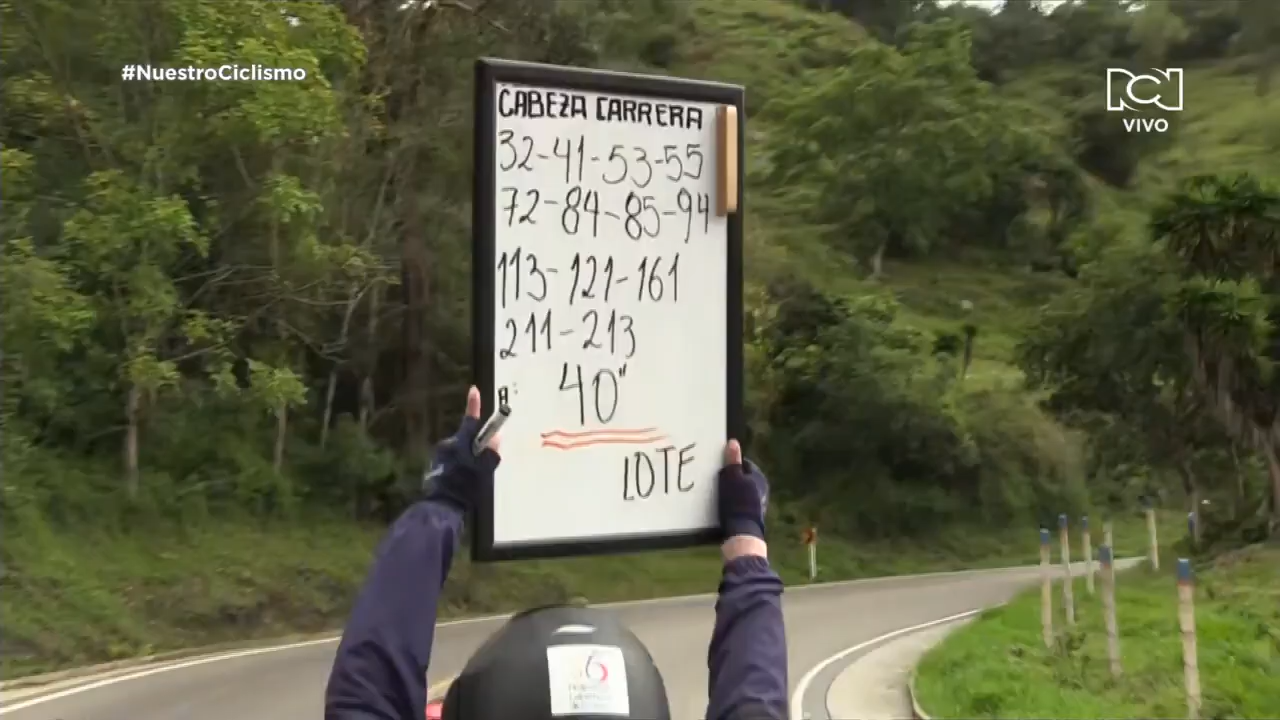 #NuestroCiclismo
RCN
VIVO
CABEZA CARRERA
32-41-53-55
72-84-85-94
113-121-161
211-213
A: 40"
LOTE